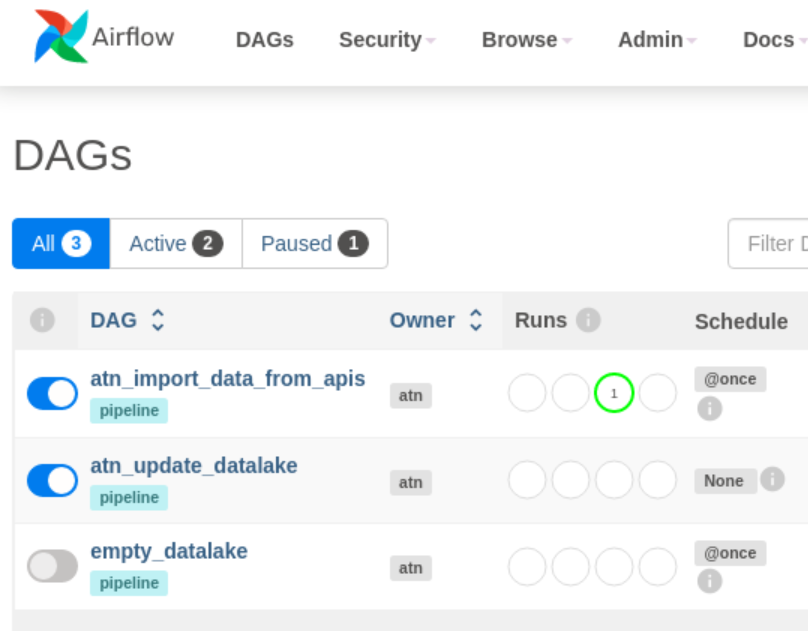 Airflow DAGs Security Browse Admin Docs
DAGs
All 3 Active 2 Paused 1 Filter D
DAG Owner Runs Schedule
atn_import_data_from_apis atn 1 @once
pipeline
atn_update_datalake atn None
pipeline
empty_datalake atn @once
pipeline